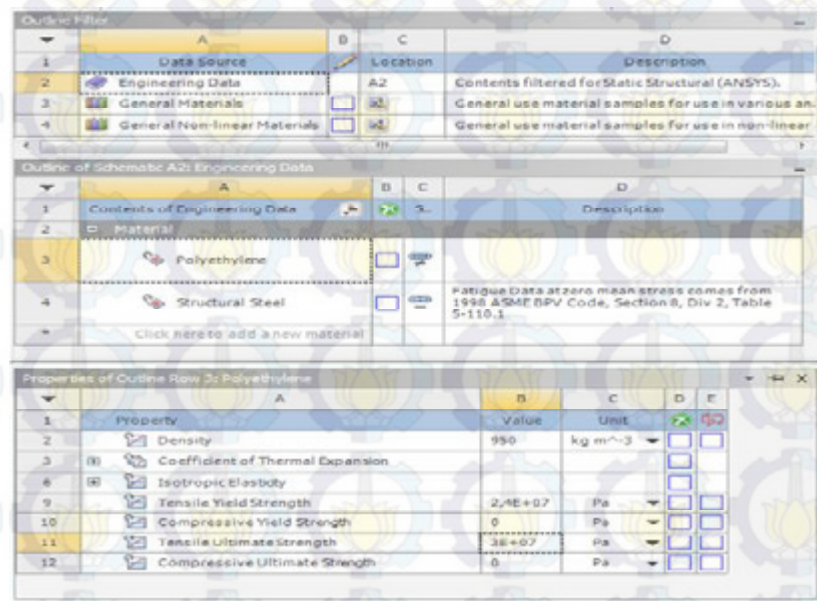 Outline Filter
A B C D
1 Data Source Location Description
2 Engineering Data A2 Contents filtered for Static Structural (ANSYS).
3 General Materials General use material samples for use in various an.
4 General Non-linear Materials General use material samples for use in non-linear
Outline of Schematic A2: Engineering Data
A B C D
1 Contents of Engineering Data S.. Description
2 Material
3 Polyethylene
4 Structural Steel Fatigue Data at zero mean stress comes from
1998 ASME BPV Code, Section 8, Div 2, Table
5-110.1
* Click here to add a new material
Properties of Outline Row 3: Polyethylene
A B C D E
1 Property Value Unit
2 Density 950 kg m^-3
3 Coefficient of Thermal Expansion
6 Isotropic Elasticity
9 Tensile Yield Strength 2,4E+07 Pa
10 Compressive Yield Strength 0 Pa
11 Tensile Ultimate Strength 3E+07 Pa
12 Compressive Ultimate Strength 0 Pa